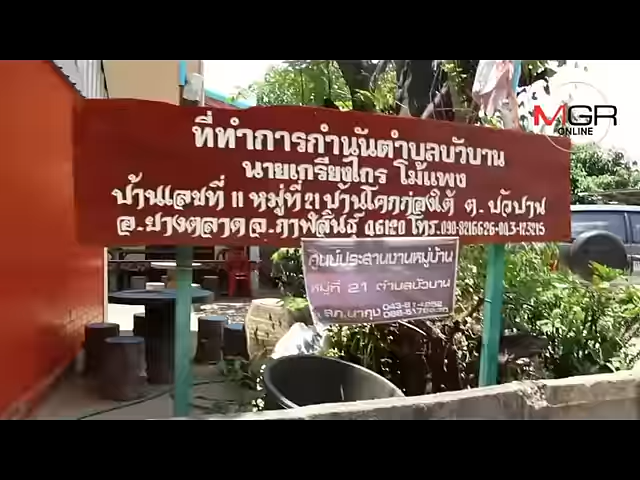 MGR
ONLINE
ที่ทำการกำนันตำบลบัวบาน
นายเกรียงไกร โม้แพง
บ้านเลขที่ 11 หมู่ที่ 21 บ้านโคกก่องใต้ ต.บัวบาน
อ.ยางตลาด จ.กาฬสินธุ์ 46120 โทร.
ศูนย์ประสานงานหมู่บ้าน
หมู่ที่ 21 ตำบลบัวบาน
สภ.นากุง